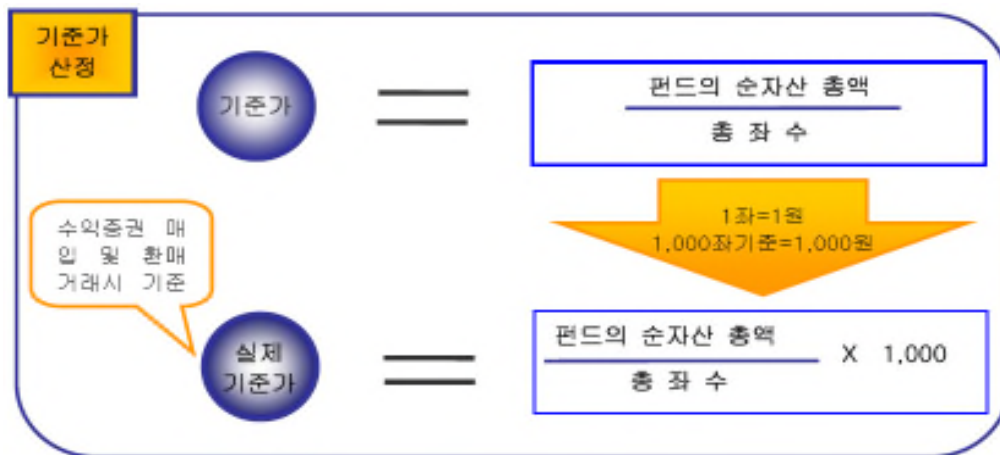 기준가
산정
기준가
펀드의 순자산 총액
총 좌 수
1좌=1원
1,000좌기준=1,000원
수익증권 매
입 및 환매
거래시 기준
실제
기준가
펀드의 순자산 총액
총 좌 수
X 1,000